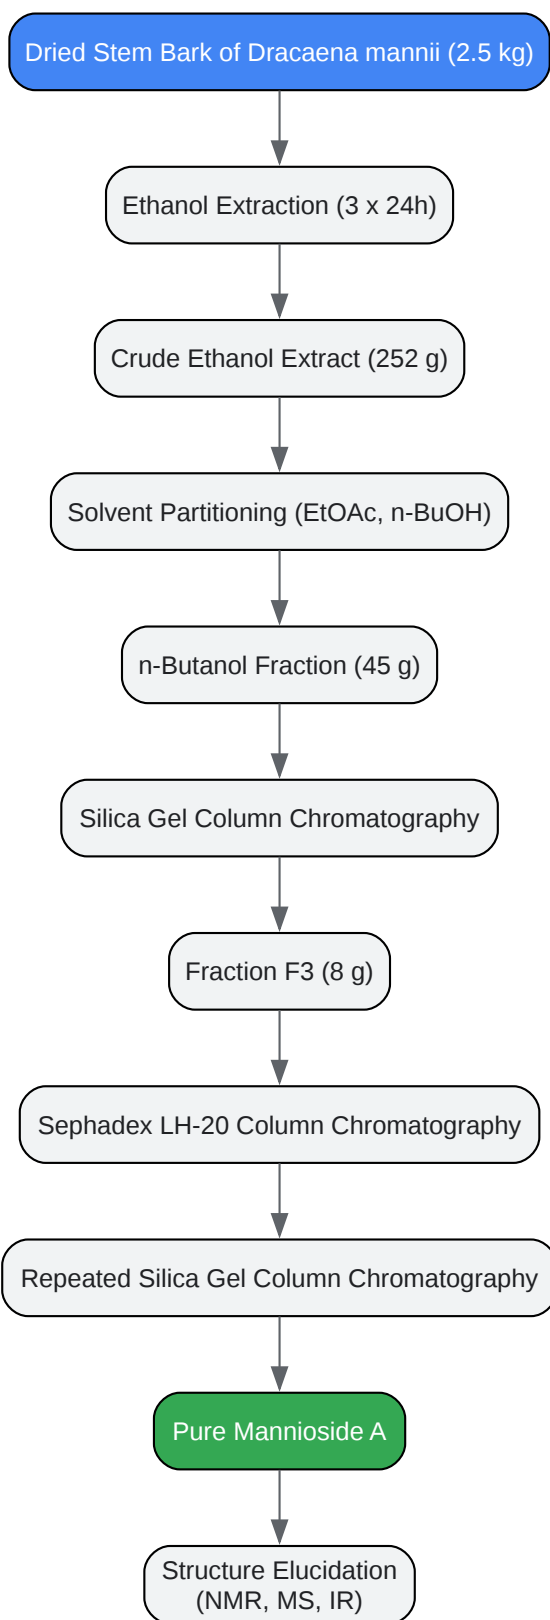 Dried Stem Bark of Dracaena mannii (2.5 kg)
Ethanol Extraction (3 x 24h)
Crude Ethanol Extract (252 g)
Solvent Partitioning (EtOAc, n-BuOH)
n-Butanol Fraction (45 g)
Silica Gel Column Chromatography
Fraction F3 (8 g)
Sephadex LH-20 Column Chromatography
Repeated Silica Gel Column Chromatography
Pure Mannioside A
Structure Elucidation
(NMR, MS, IR)